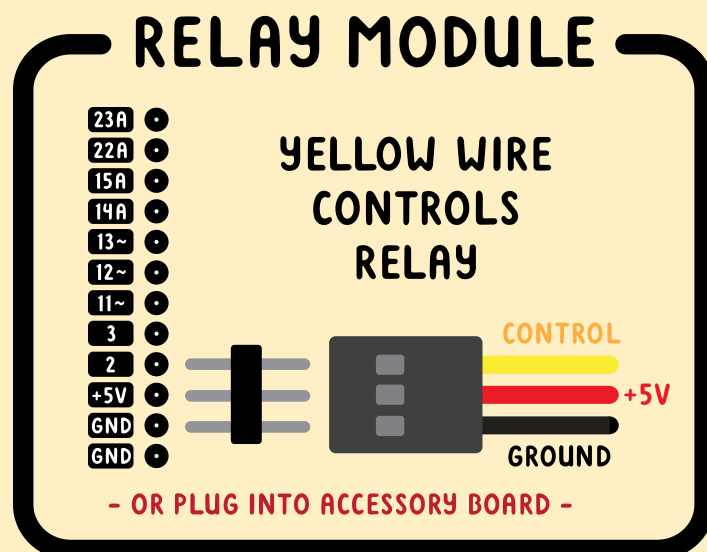 RELAY MODULE
23A
22A
15A
14A
13~
12~
11~
3
2
+5V
GND
GND
YELLOW WIRE
CONTROLS
RELAY
CONTROL
+5V
GROUND
- OR PLUG INTO ACCESSORY BOARD -